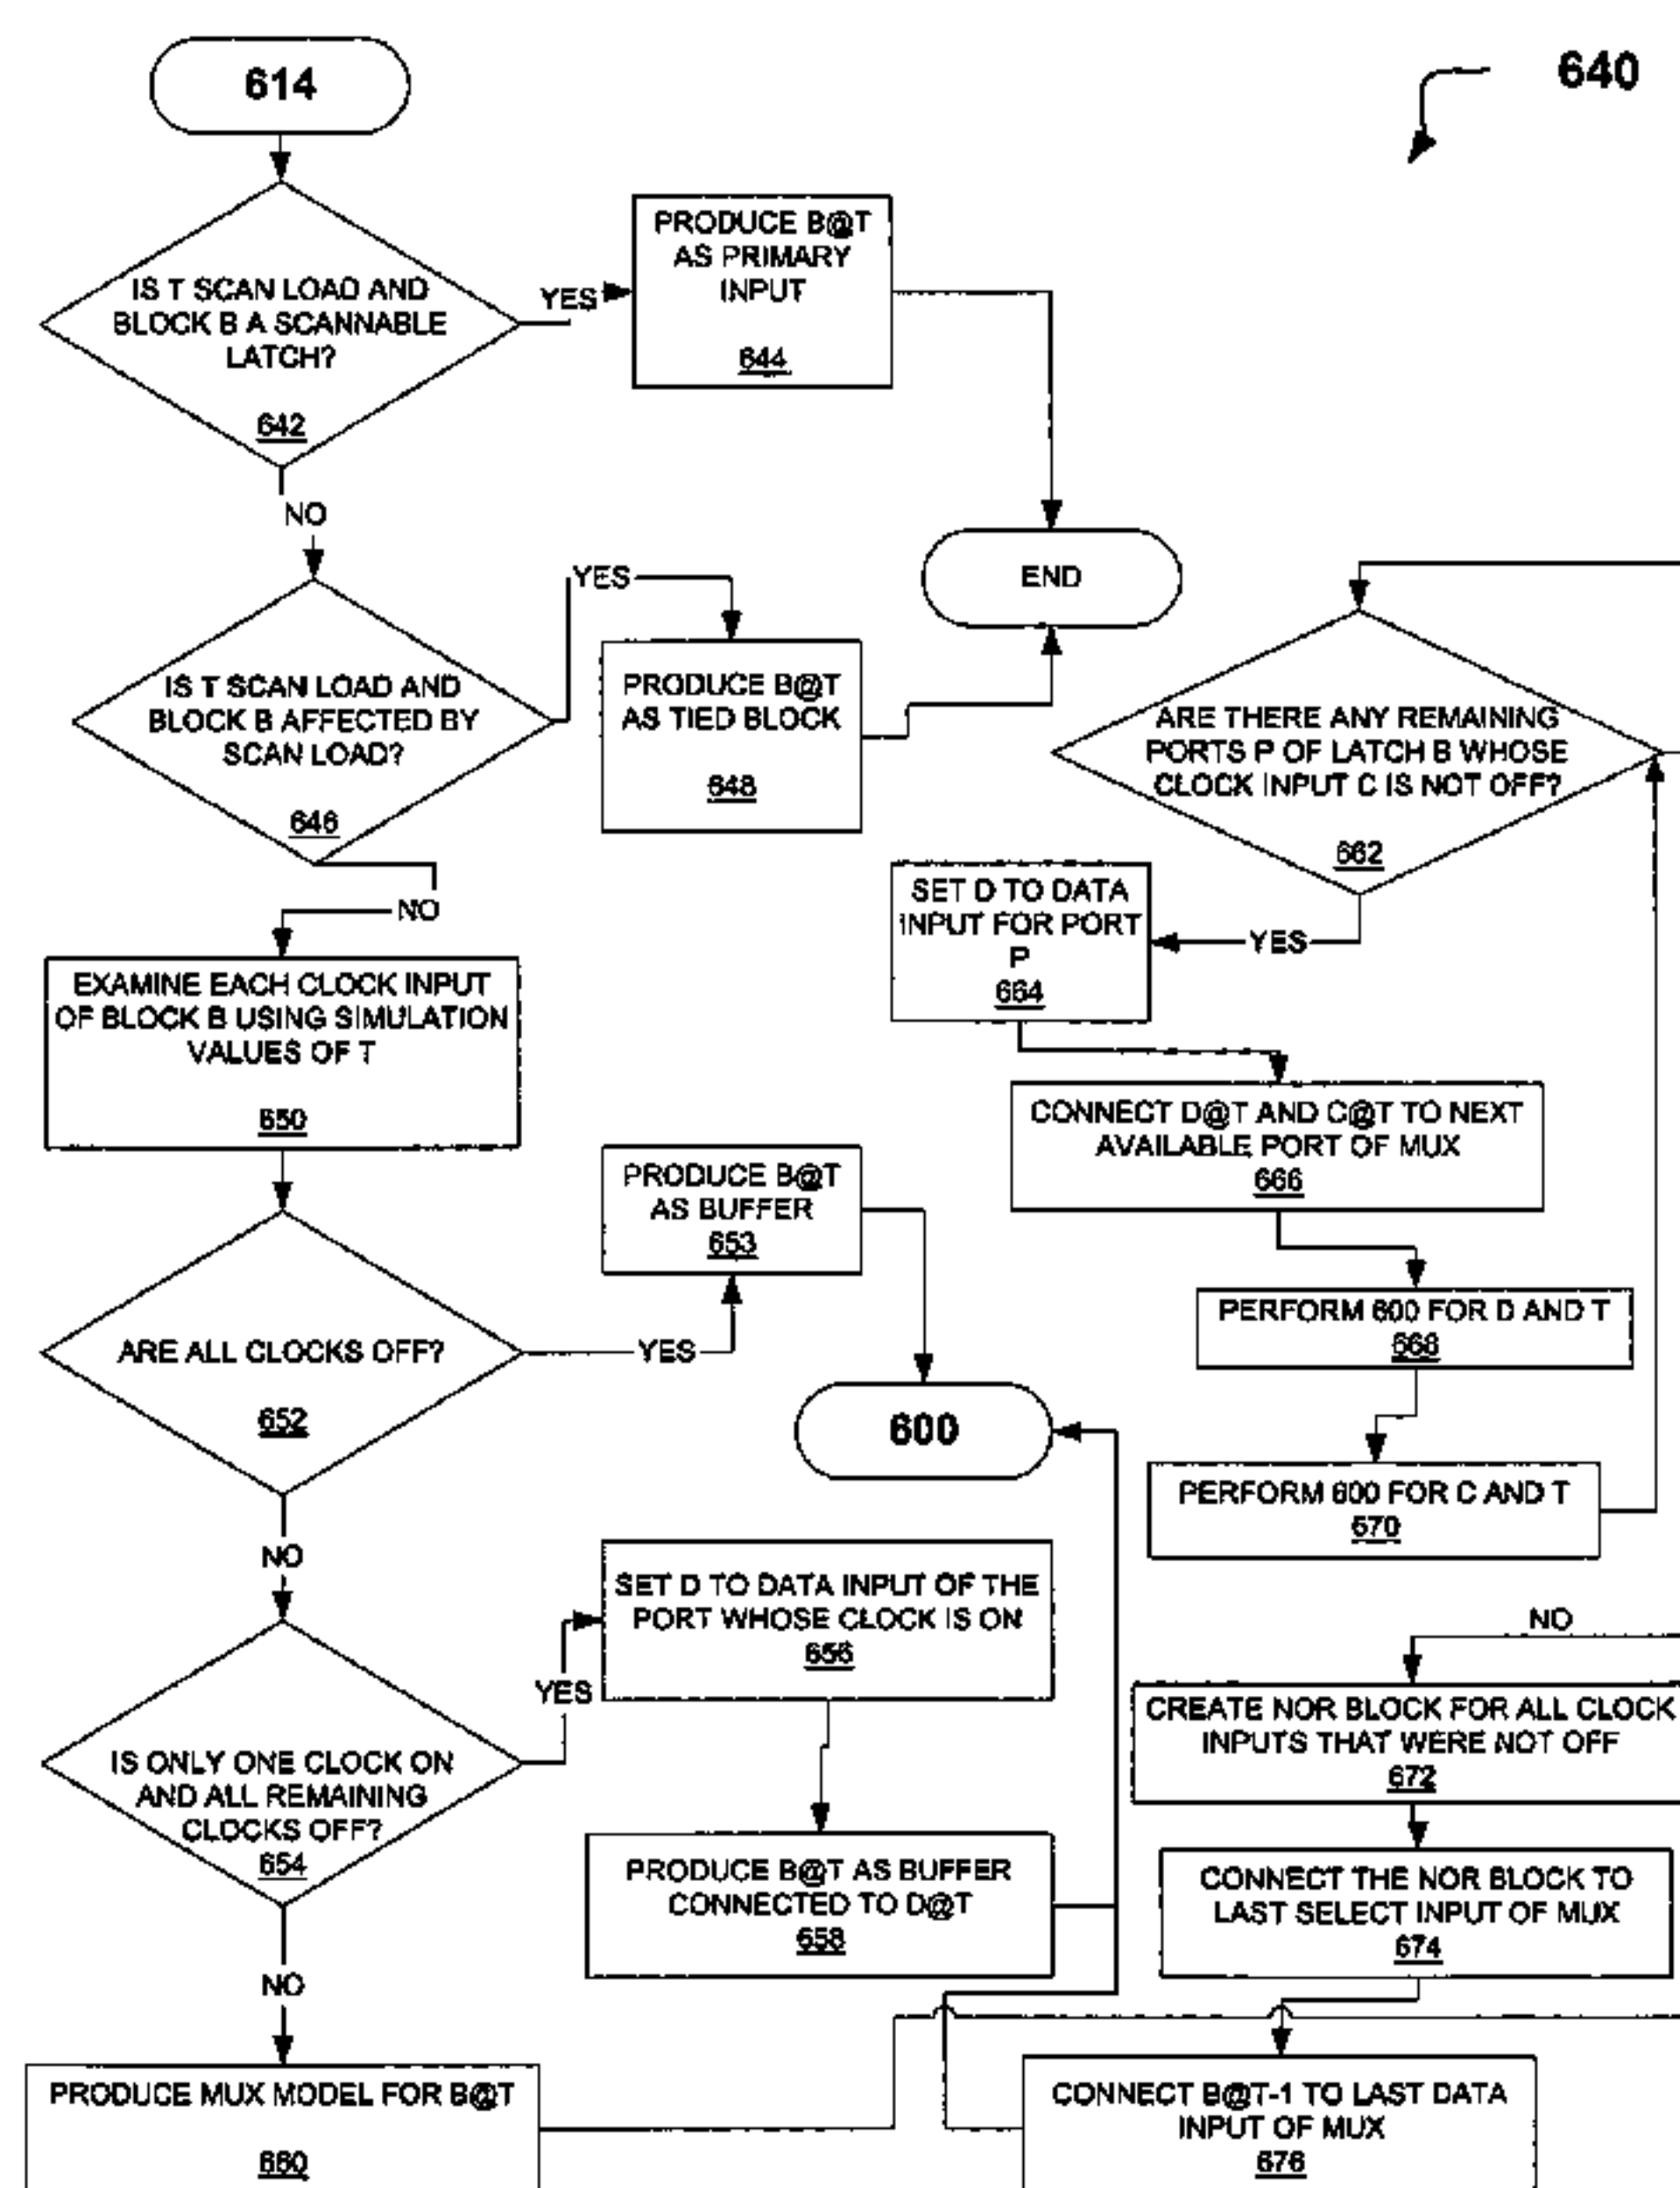 614
640
IS T SCAN LOAD AND
BLOCK B A SCANNABLE
LATCH?
642
YES
PRODUCE B@T
AS PRIMARY
INPUT
644
NO
END
IS T SCAN LOAD AND
BLOCK B AFFECTED BY
SCAN LOAD?
646
YES
PRODUCE B@T
AS TIED BLOCK
648
NO
EXAMINE EACH CLOCK INPUT
OF BLOCK B USING SIMULATION
VALUES OF T
650
ARE ALL CLOCKS OFF?
652
YES
PRODUCE B@T
AS BUFFER
653
600
NO
IS ONLY ONE CLOCK ON
AND ALL REMAINING
CLOCKS OFF?
654
YES
SET D TO DATA INPUT OF THE
PORT WHOSE CLOCK IS ON
656
PRODUCE B@T AS BUFFER
CONNECTED TO D@T
658
NO
PRODUCE MUX MODEL FOR B@T
660
ARE THERE ANY REMAINING
PORTS P OF LATCH B WHOSE
CLOCK INPUT C IS NOT OFF?
662
YES
SET D TO DATA
INPUT FOR PORT
P
664
CONNECT D@T AND C@T TO NEXT
AVAILABLE PORT OF MUX
666
PERFORM 600 FOR D AND T
668
PERFORM 600 FOR C AND T
670
NO
CREATE NOR BLOCK FOR ALL CLOCK
INPUTS THAT WERE NOT OFF
672
CONNECT THE NOR BLOCK TO
LAST SELECT INPUT OF MUX
674
CONNECT B@T-1 TO LAST DATA
INPUT OF MUX
676